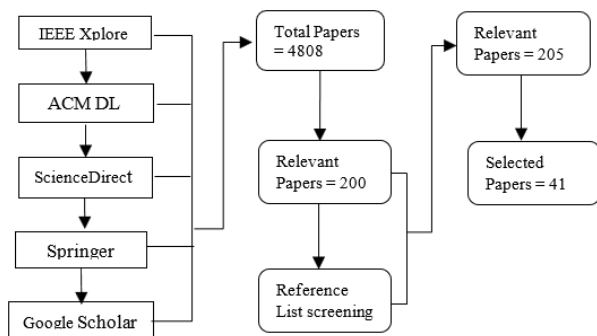 IEEE Xplore
ACM DL
ScienceDirect
Springer
Google Scholar
Total Papers
= 4808
Relevant
Papers = 200
Reference
List screening
Relevant
Papers = 205
Selected
Papers = 41